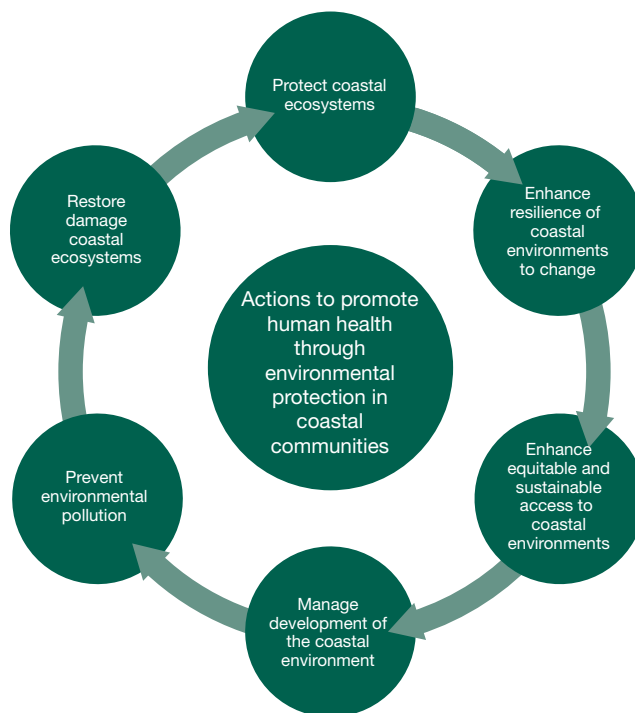 Protect coastal
ecosystems
Enhance
resilience of
coastal
environments
to change
Enhance
equitable and
sustainable
access to
coastal
environments
Manage
development of
the coastal
environment
Prevent
environmental
pollution
Restore
damage
coastal
ecosystems
Actions to promote
human health
through
environmental
protection in
coastal
communities